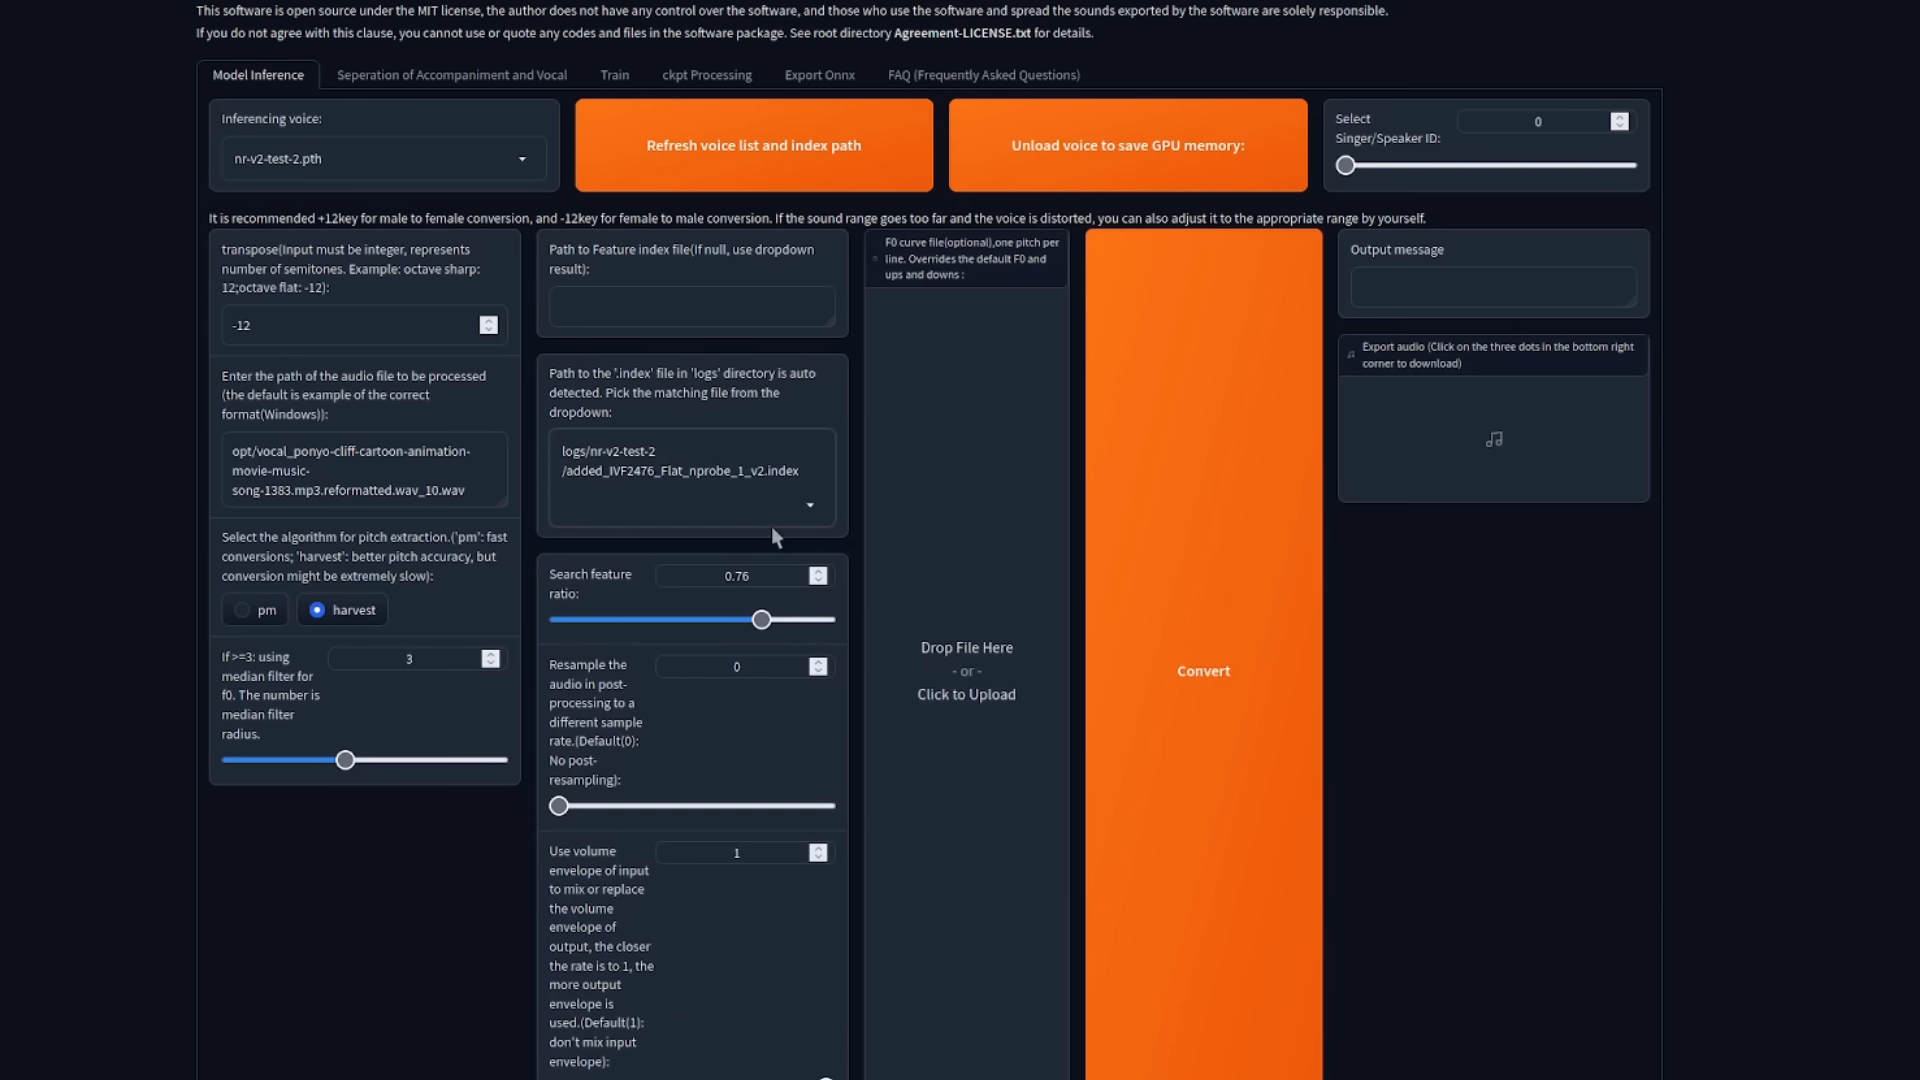 This software is open source under the MIT license, the author does not have any control over the software, and those who use the software and spread the sounds exported by the software are solely responsible.
If you do not agree with this clause, you cannot use or quote any codes and files in the software package. See root directory Agreement-LICENSE.txt for details.
Model Inference
Seperation of Accompaniment and Vocal
Train
ckpt Processing
Export Onnx
FAQ (Frequently Asked Questions)
Inferencing voice:
nr-v2-test-2.pth
Refresh voice list and index path
Unload voice to save GPU memory:
Select
Singer/Speaker ID:
0
It is recommended +12key for male to female conversion, and -12key for female to male conversion. If the sound range goes too far and the voice is distorted, you can also adjust it to the appropriate range by yourself.
transpose(Input must be integer, represents
number of semitones. Example: octave sharp:
12;octave flat: -12):
-12
Enter the path of the audio file to be processed
(the default is example of the correct
format(Windows)):
opt/vocal_ponyo-cliff-cartoon-animation-
movie-music-
song-1383.mp3.reformatted.wav_10.wav
Select the algorithm for pitch extraction.('pm': fast
conversions; 'harvest': better pitch accuracy, but
conversion might be extremely slow):
pm
harvest
If >=3: using
median filter for
f0. The number is
median filter
radius.
3
Path to Feature index file(If null, use dropdown
result):
Path to the '.index' file in 'logs' directory is auto
detected. Pick the matching file from the
dropdown:
logs/nr-v2-test-2
/added_IVF2476_Flat_nprobe_1_v2.index
Search feature
ratio:
0.76
Resample the
audio in post-
processing to a
different sample
rate.(Default(0):
No post-
resampling):
0
Use volume
envelope of input
to mix or replace
the volume
envelope of
output, the closer
the rate is to 1, the
more output
envelope is
used.(Default(1):
don't mix input
envelope):
1
F0 curve file(optional),one pitch per
line. Overrides the default F0 and
ups and downs :
Drop File Here
- or -
Click to Upload
Convert
Output message
Export audio (Click on the three dots in the bottom right
corner to download)